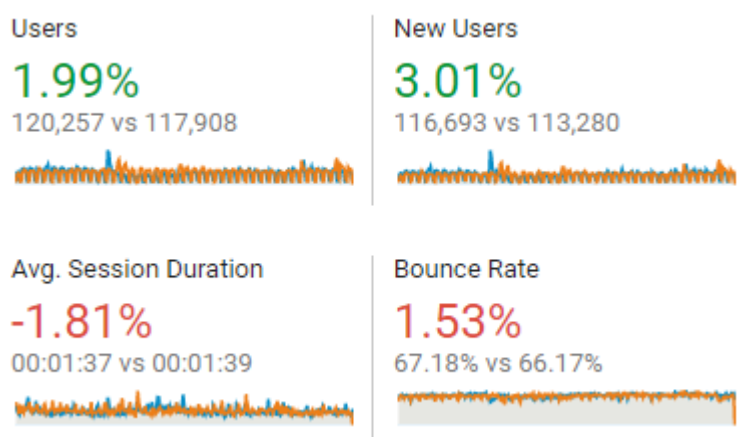 Users
1.99%
120,257 vs 117,908
New Users
3.01%
116,693 vs 113,280
Avg. Session Duration
-1.81%
00:01:37 vs 00:01:39
Bounce Rate
1.53%
67.18% vs 66.17%